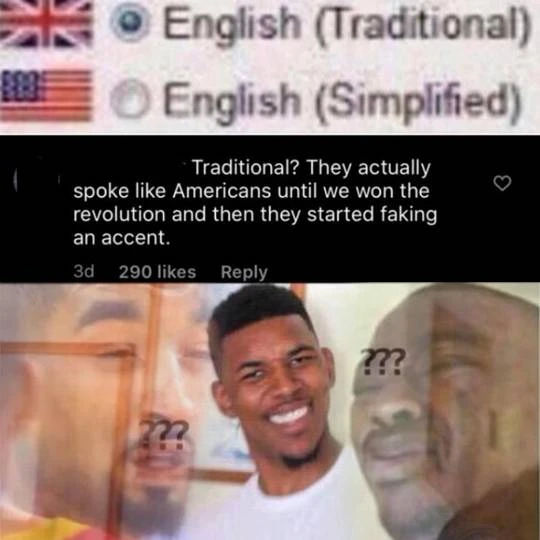 English (Traditional)
English (Simplified)
Traditional? They actually
spoke like Americans until we won the
revolution and then they started faking
an accent.
3d 290 likes Reply
???
???